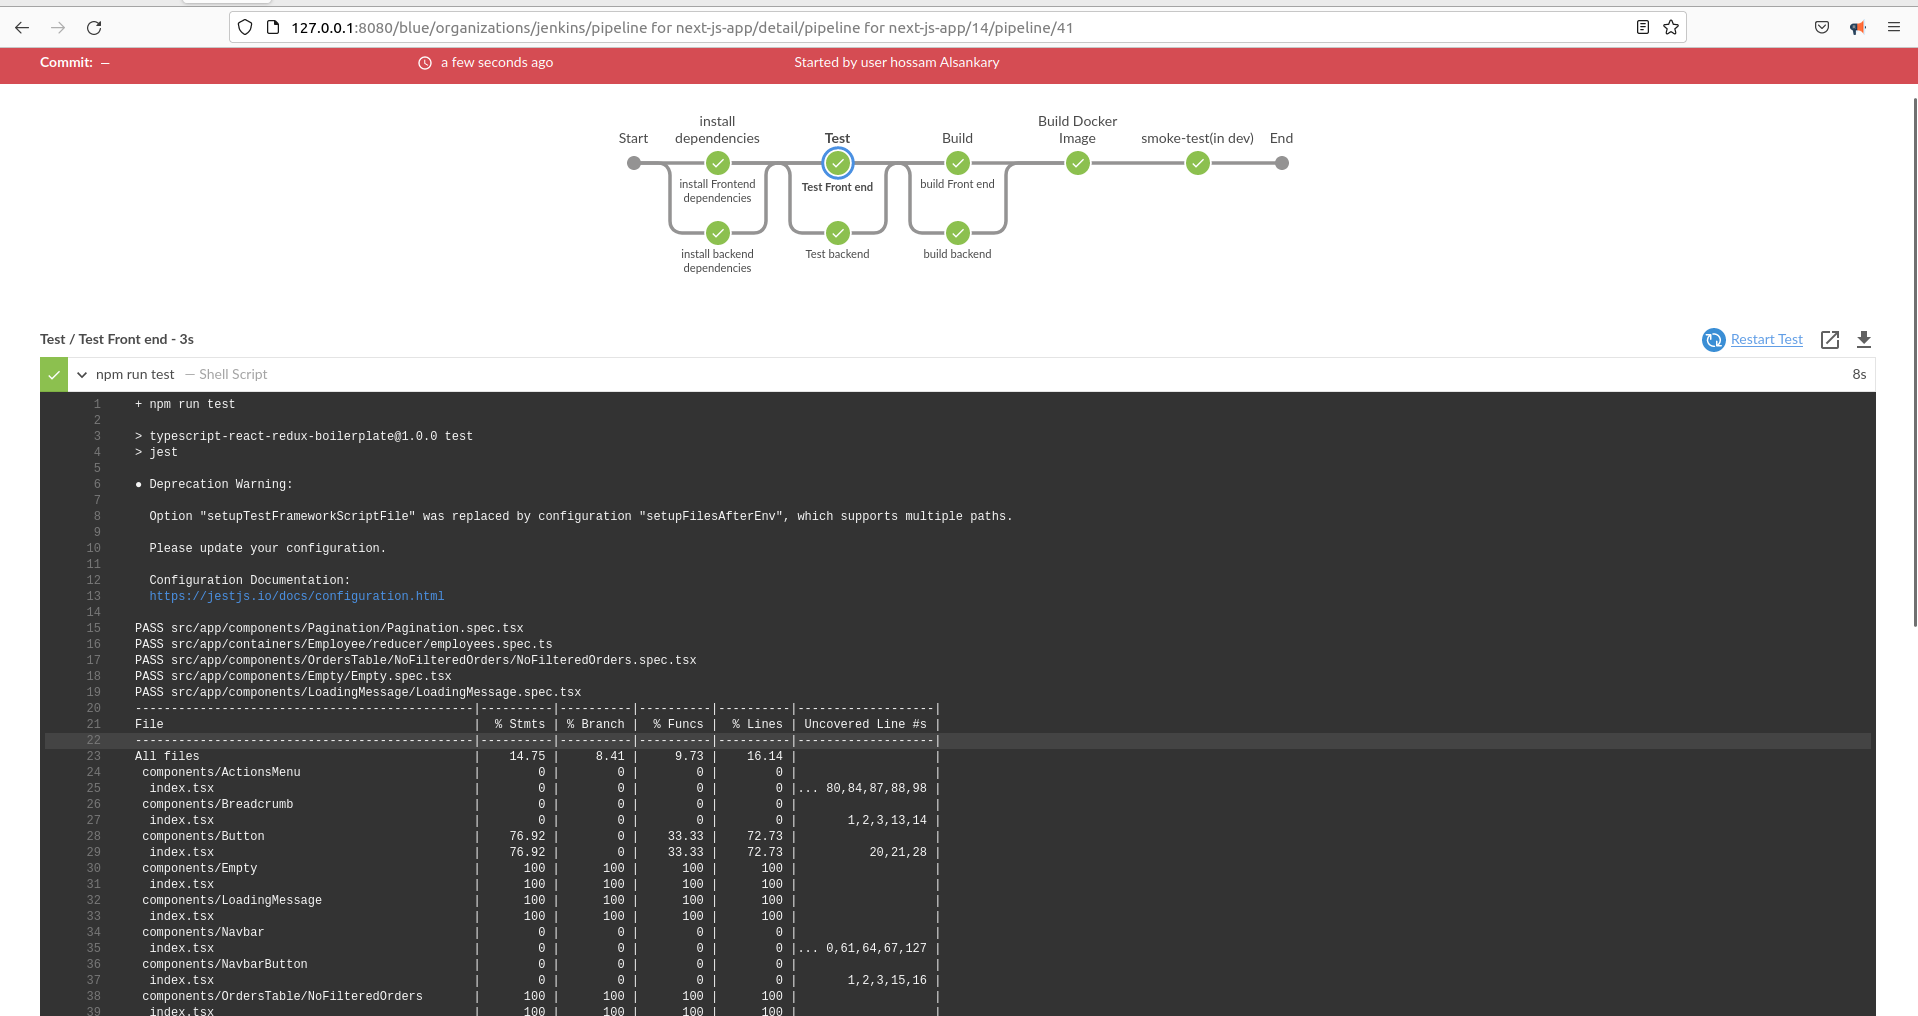 127.0.0.1:8080/blue/organizations/jenkins/pipeline for next-js-app/detail/pipeline for next-js-app/14/pipeline/41
Commit: — a few seconds ago Started by user hossam Alsankary
Start install dependencies Test Build Build Docker Image smoke-test(in dev) End
install Frontend dependencies Test Front end build Front end
install backend dependencies Test backend build backend
Test / Test Front end - 3s Restart Test
npm run test — Shell Script 8s
1 + npm run test
2
3 > typescript-react-redux-boilerplate@1.0.0 test
4 > jest
5
6 ● Deprecation Warning:
7
8 Option "setupTestFrameworkScriptFile" was replaced by configuration "setupFilesAfterEnv", which supports multiple paths.
9
10 Please update your configuration.
11
12 Configuration Documentation:
13 https://jestjs.io/docs/configuration.html
14
15 PASS src/app/components/Pagination/Pagination.spec.tsx
16 PASS src/app/containers/Employee/reducer/employees.spec.ts
17 PASS src/app/components/OrdersTable/NoFilteredOrders/NoFilteredOrders.spec.tsx
18 PASS src/app/components/Empty/Empty.spec.tsx
19 PASS src/app/components/LoadingMessage/LoadingMessage.spec.tsx
20 -----------------------------------------------|----------|----------|----------|----------|-------------------|
21 File | % Stmts | % Branch | % Funcs | % Lines | Uncovered Line #s |
22 -----------------------------------------------|----------|----------|----------|----------|-------------------|
23 All files | 14.75 | 8.41 | 9.73 | 16.14 | |
24 components/ActionsMenu | 0 | 0 | 0 | 0 | |
25 index.tsx | 0 | 0 | 0 | 0 |... 80,84,87,88,98 |
26 components/Breadcrumb | 0 | 0 | 0 | 0 | |
27 index.tsx | 0 | 0 | 0 | 0 | 1,2,3,13,14 |
28 components/Button | 76.92 | 0 | 33.33 | 72.73 | |
29 index.tsx | 76.92 | 0 | 33.33 | 72.73 | 20,21,28 |
30 components/Empty | 100 | 100 | 100 | 100 | |
31 index.tsx | 100 | 100 | 100 | 100 | |
32 components/LoadingMessage | 100 | 100 | 100 | 100 | |
33 index.tsx | 100 | 100 | 100 | 100 | |
34 components/Navbar | 0 | 0 | 0 | 0 | |
35 index.tsx | 0 | 0 | 0 | 0 |... 0,61,64,67,127 |
36 components/NavbarButton | 0 | 0 | 0 | 0 | |
37 index.tsx | 0 | 0 | 0 | 0 | 1,2,3,15,16 |
38 components/OrdersTable/NoFilteredOrders | 100 | 100 | 100 | 100 | |
39 index.tsx | 100 | 100 | 100 | 100 | |